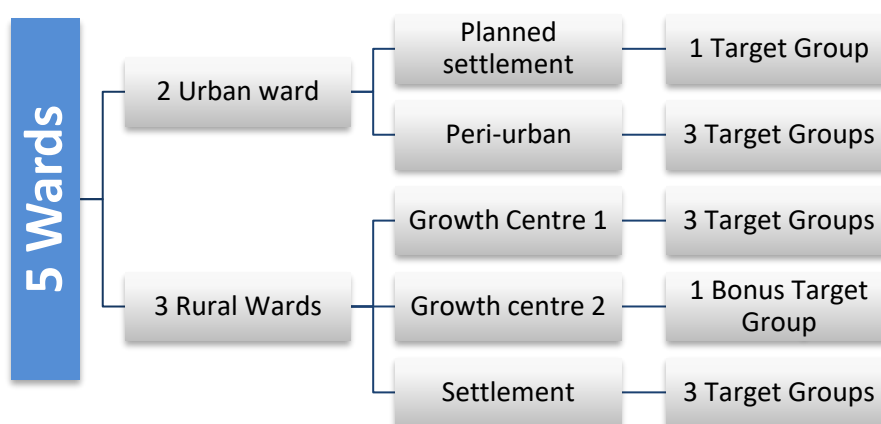 5 Wards
2 Urban ward
Planned
settlement
1 Target Group
Peri-urban
3 Target Groups
3 Rural Wards
Growth Centre 1
3 Target Groups
Growth centre 2
1 Bonus Target
Group
Settlement
3 Target Groups